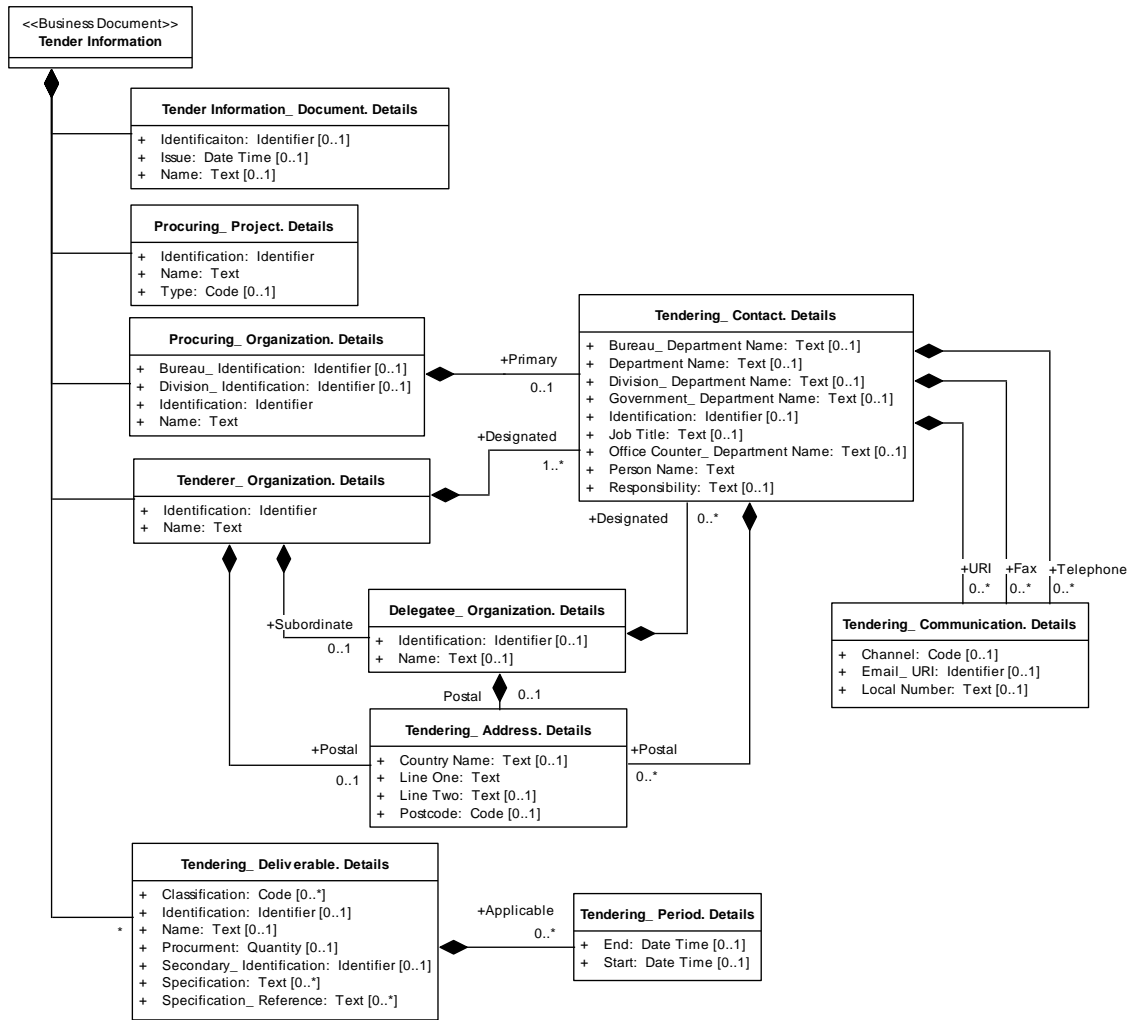 <<Business Document>>
Tender Information
Tender Information_ Document. Details
+ Identificaiton: Identifier [0..1]
+ Issue: Date Time [0..1]
+ Name: Text [0..1]
Procuring_ Project. Details
+ Identification: Identifier
+ Name: Text
+ Type: Code [0..1]
Procuring_ Organization. Details
+ Bureau_ Identification: Identifier [0..1]
+ Division_ Identification: Identifier [0..1]
+ Identification: Identifier
+ Name: Text
+Primary
0..1
Tendering_ Contact. Details
+ Bureau_ Department Name: Text [0..1]
+ Department Name: Text [0..1]
+ Division_ Department Name: Text [0..1]
+ Government_ Department Name: Text [0..1]
+ Identification: Identifier [0..1]
+ Job Title: Text [0..1]
+ Office Counter_ Department Name: Text [0..1]
+ Person Name: Text
+ Responsibility: Text [0..1]
+Designated
1..*
Tenderer_ Organization. Details
+ Identification: Identifier
+ Name: Text
+Designated
0..*
+URI
0..*
+Fax
0..*
+Telephone
0..*
Tendering_ Communication. Details
+ Channel: Code [0..1]
+ Email_ URI: Identifier [0..1]
+ Local Number: Text [0..1]
+Subordinate
0..1
Delegatee_ Organization. Details
+ Identification: Identifier [0..1]
+ Name: Text [0..1]
Postal
0..1
+Postal
0..1
Tendering_ Address. Details
+ Country Name: Text [0..1]
+ Line One: Text
+ Line Two: Text [0..1]
+ Postcode: Code [0..1]
+Postal
0..*
*
Tendering_ Deliverable. Details
+ Classification: Code [0..*]
+ Identification: Identifier [0..1]
+ Name: Text [0..1]
+ Procurment: Quantity [0..1]
+ Secondary_ Identification: Identifier [0..1]
+ Specification: Text [0..*]
+ Specification_ Reference: Text [0..*]
+Applicable
0..*
Tendering_ Period. Details
+ End: Date Time [0..1]
+ Start: Date Time [0..1]